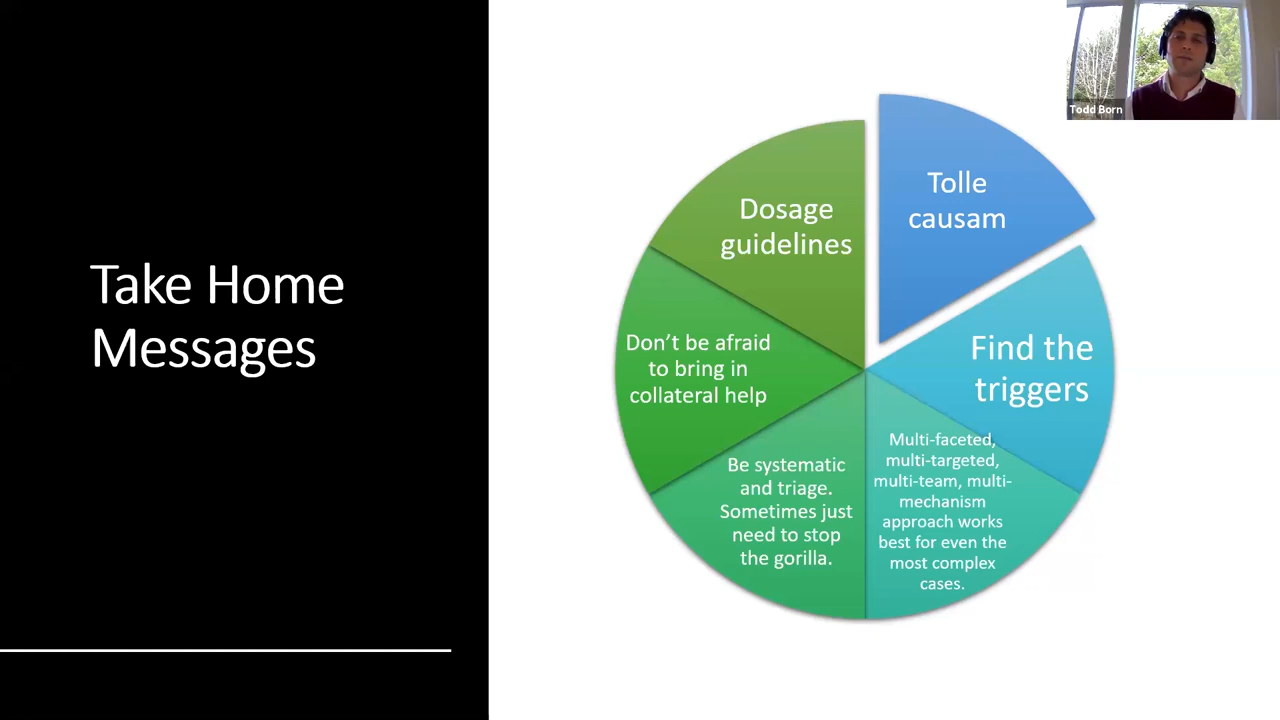 Take Home
Messages
Tolle
causam
Find the
triggers
Multi-faceted,
multi-targeted,
multi-team, multi-
mechanism
approach works
best for even the
most complex
cases.
Be systematic
and triage.
Sometimes just
need to stop
the gorilla.
Don’t be afraid
to bring in
collateral help
Dosage
guidelines
Todd Born